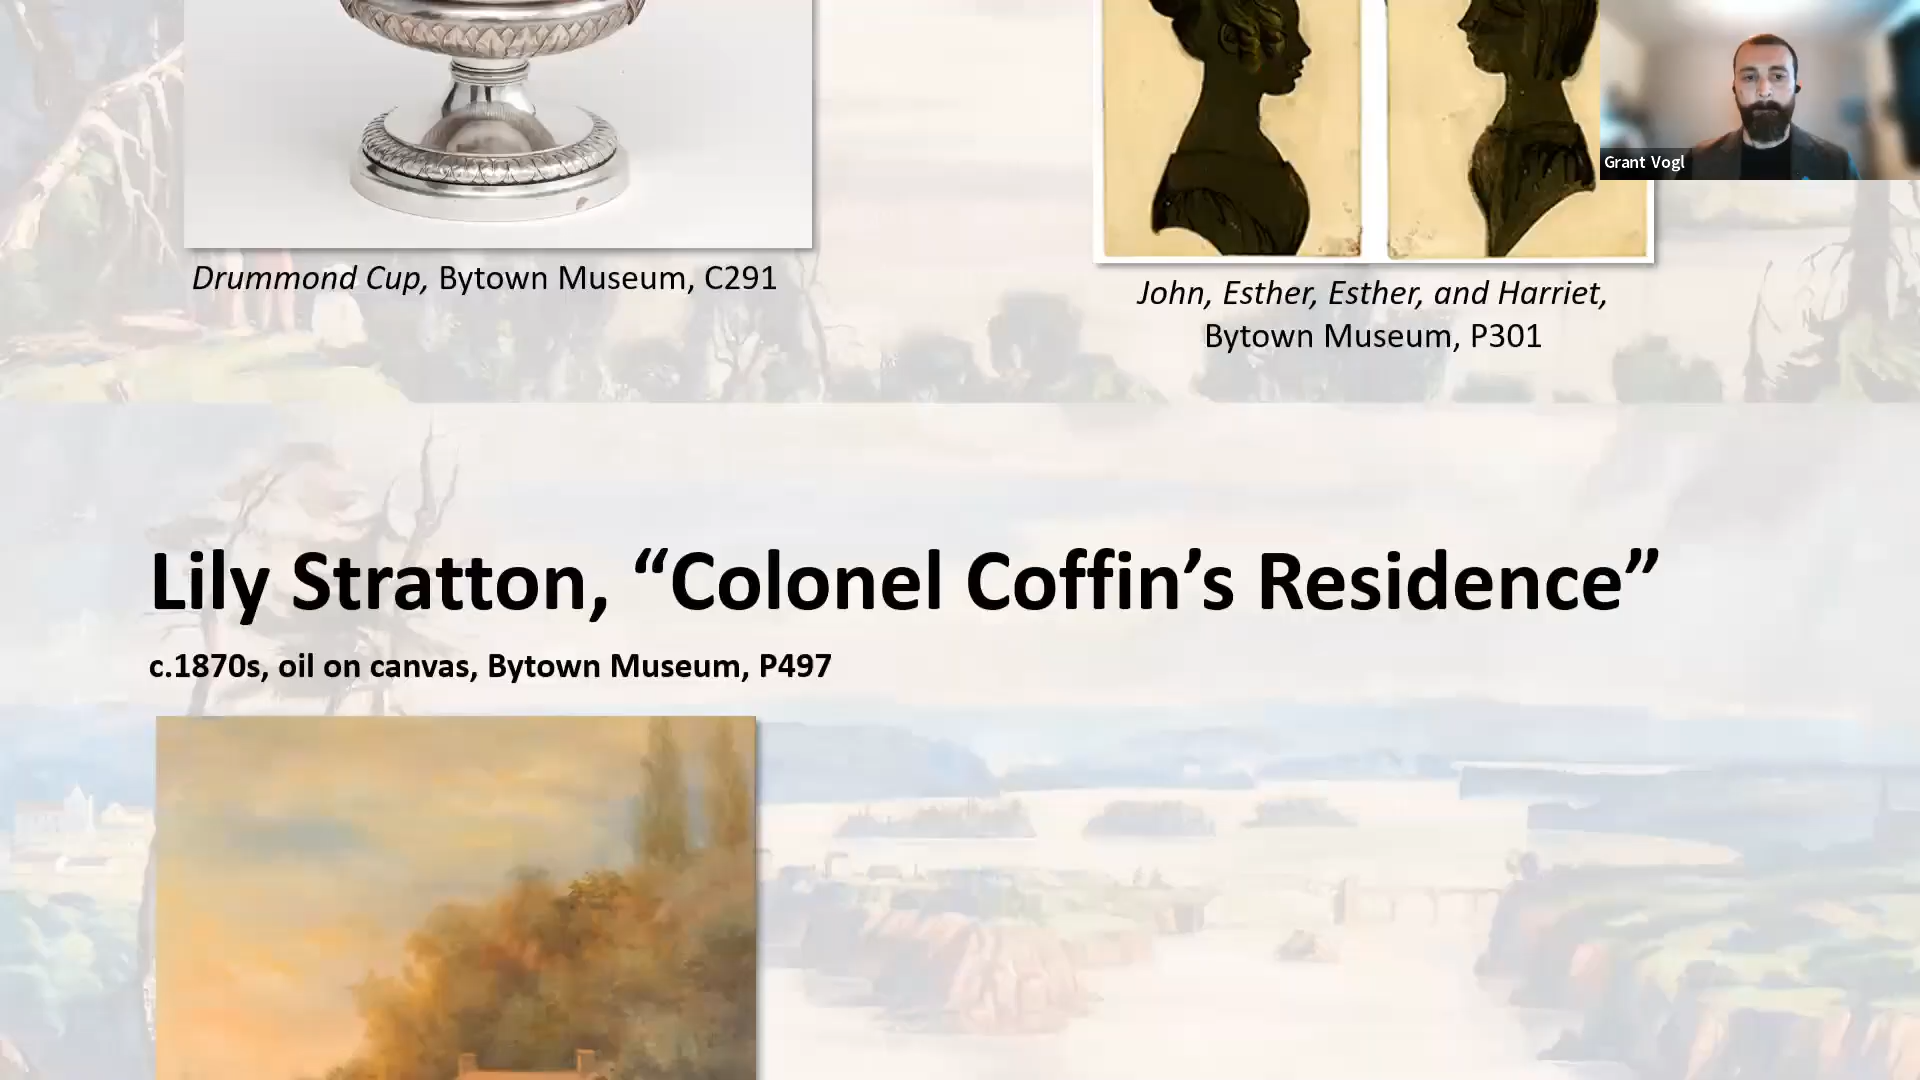 Grant Vogl
Drummond Cup, Bytown Museum, C291
John, Esther, Esther, and Harriet,
Bytown Museum, P301
Lily Stratton, “Colonel Coffin’s Residence”
c.1870s, oil on canvas, Bytown Museum, P497